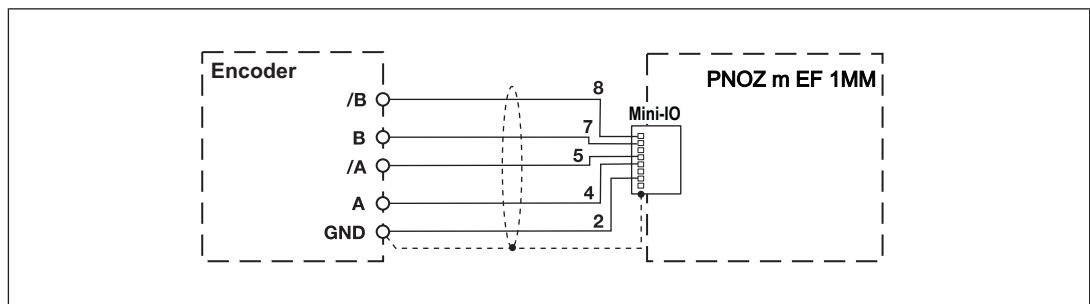 Encoder
PNOZ m EF 1MM
/B
8
Mini-IO
B
7
/A
5
A
4
GND
2